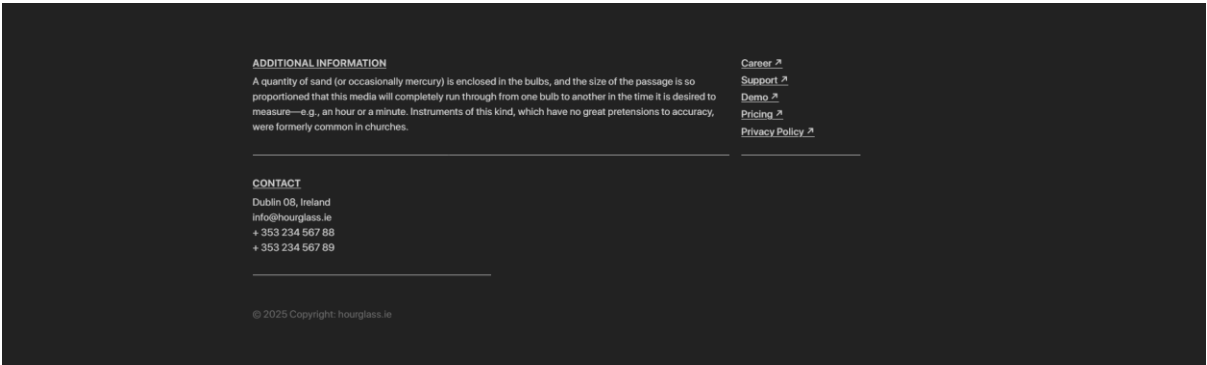 ADDITIONAL INFORMATION
A quantity of sand (or occasionally mercury) is enclosed in the bulbs, and the size of the passage is so
proportioned that this media will completely run through from one bulb to another in the time it is desired to
measure—e.g., an hour or a minute. Instruments of this kind, which have no great pretensions to accuracy,
were formerly common in churches.
Career ↗
Support ↗
Demo ↗
Pricing ↗
Privacy Policy ↗
CONTACT
Dublin 08, Ireland
info@hourglass.ie
+ 353 234 567 88
+ 353 234 567 89
© 2025 Copyright: hourglass.ie